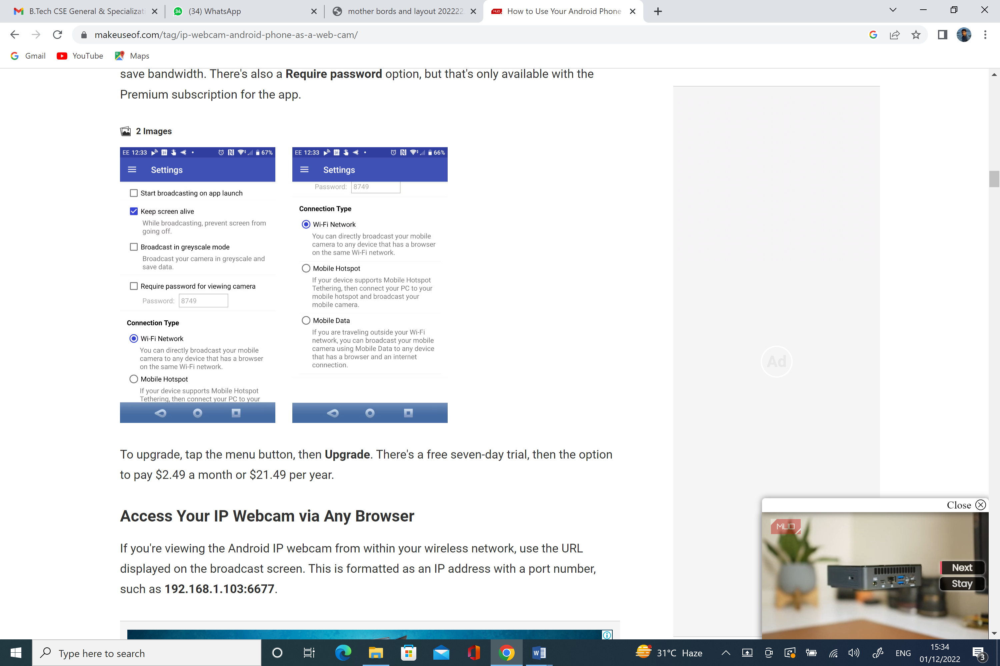 B.Tech CSE General & Specializati
(34) WhatsApp
mother bords and layout 202222
How to Use Your Android Phone
makeuseof.com/tag/ip-webcam-android-phone-as-a-web-cam/
Gmail
YouTube
Maps
save bandwidth. There's also a Require password option, but that's only available with the
Premium subscription for the app.
2 Images
EE 12:33 31 67%
Settings
Start broadcasting on app launch
Keep screen alive
While broadcasting, prevent screen from
going off.
Broadcast in greyscale mode
Broadcast your camera in greyscale and
save data.
Require password for viewing camera
Password: 8749
Connection Type
Wi-Fi Network
You can directly broadcast your mobile
camera to any device that has a browser
on the same Wi-Fi network.
Mobile Hotspot
If your device supports Mobile Hotspot
Tethering, then connect your PC to your
EE 12:33 31 66%
Settings
Password: 8749
Connection Type
Wi-Fi Network
You can directly broadcast your mobile
camera to any device that has a browser
on the same Wi-Fi network.
Mobile Hotspot
If your device supports Mobile Hotspot
Tethering, then connect your PC to your
mobile hotspot and broadcast your
mobile camera.
Mobile Data
If you are traveling outside your Wi-Fi
network, you can broadcast your mobile
camera using Mobile Data to any device
that has a browser and an internet
connection.
Ad
To upgrade, tap the menu button, then Upgrade. There's a free seven-day trial, then the option
to pay $2.49 a month or $21.49 per year.
Access Your IP Webcam via Any Browser
If you're viewing the Android IP webcam from within your wireless network, use the URL
displayed on the broadcast screen. This is formatted as an IP address with a port number,
such as 192.168.1.103:6677.
Close
MUO
Next
Stay
Type here to search
31°C Haze
ENG
15:34
01/12/2022
3